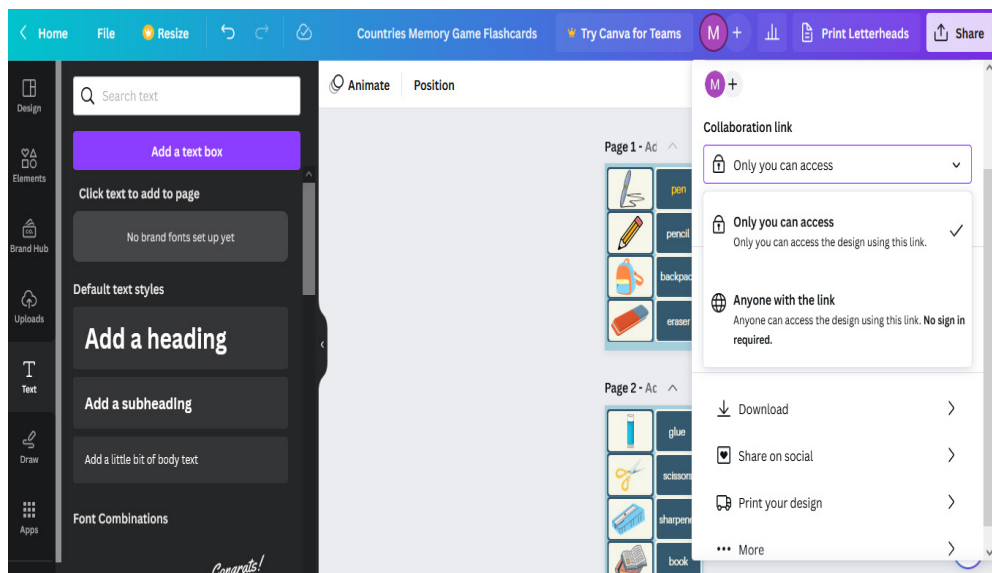 Home File Resize Countries Memory Game Flashcards Try Canva for Teams M + Print Letterheads Share
Design
Elements
CO.
Brand Hub
Uploads
T
Text
Draw
Apps
Search text
Add a text box
Click text to add to page
No brand fonts set up yet
Default text styles
Add a heading
Add a subheading
Add a little bit of body text
Font Combinations
Congrats!
Animate Position
Page 1 - Ad
pen
pencil
backpac
eraser
Page 2 - Ad
glue
scissors
sharpene
book
M +
Collaboration link
Only you can access
Only you can access
Only you can access the design using this link.
Anyone with the link
Anyone can access the design using this link. No sign in
required.
Download
Share on social
Print your design
More